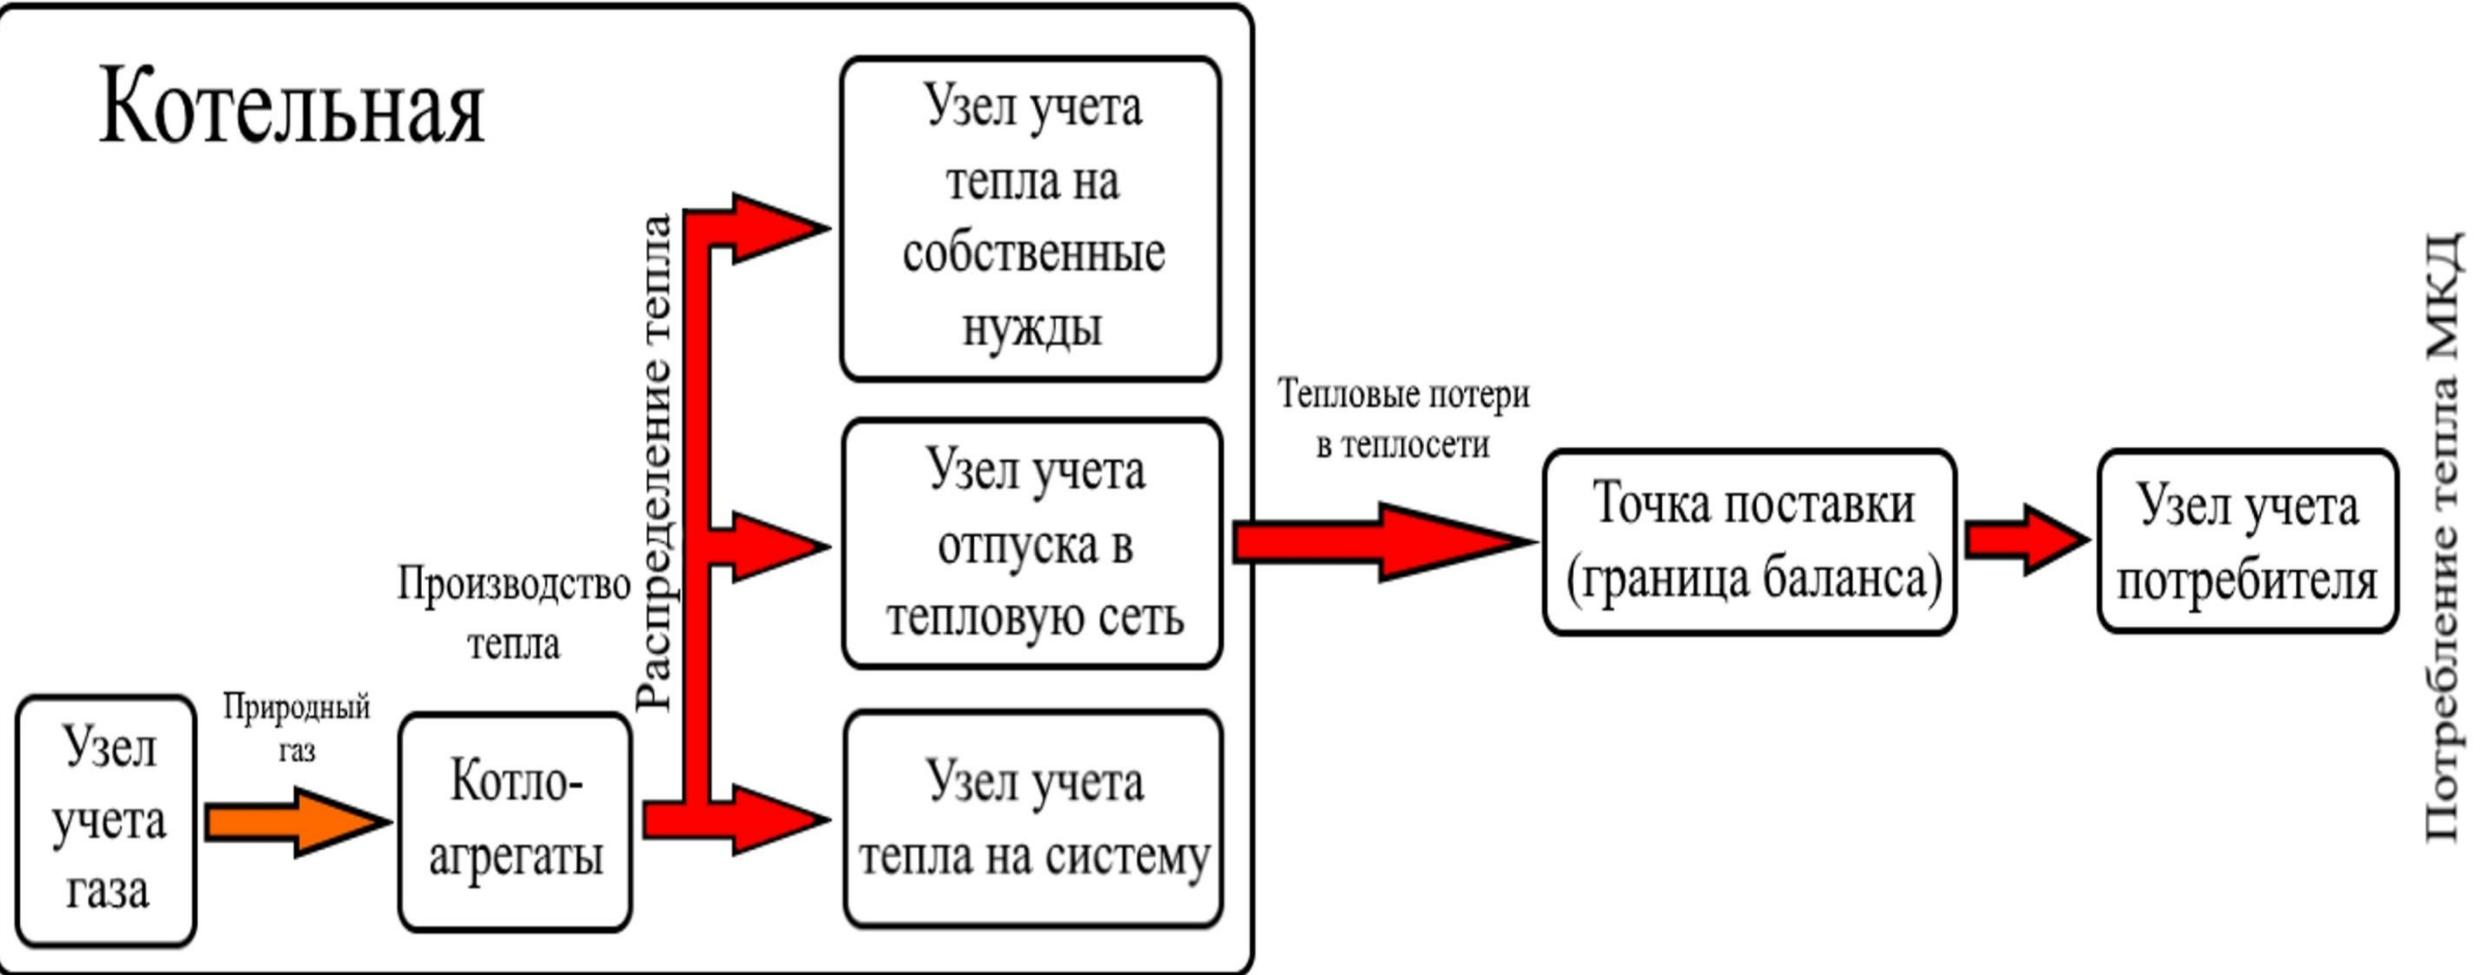 Котельная
Узел
учета
газа
Природный
газ
Производство
тепла
Котло-
агрегаты
Распределение тепла
Узел учета
тепла на
собственные
нужды
Узел учета
отпуска в
тепловую сеть
Узел учета
тепла на систему
Тепловые потери
в теплосети
Точка поставки
(граница баланса)
Узел учета
потребителя
Потребление тепла МКД